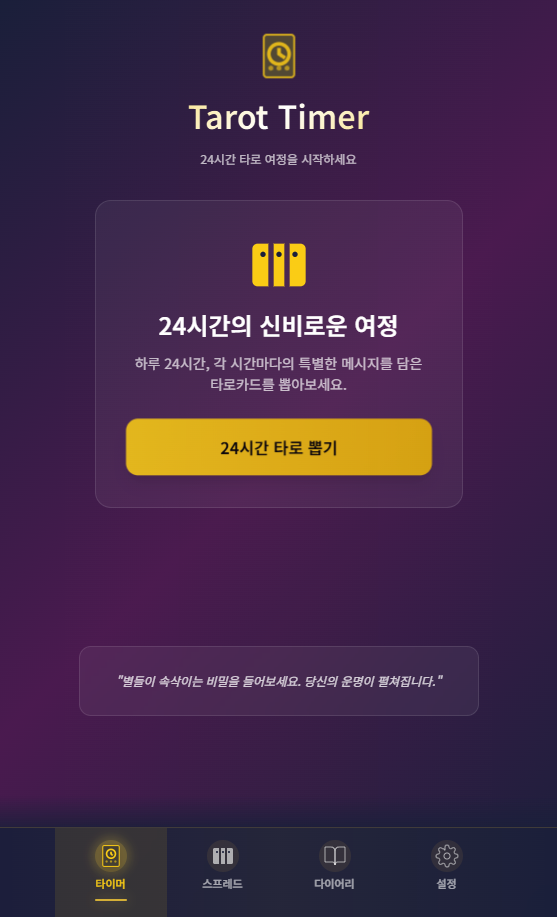 Tarot Timer
24시간 타로 여정을 시작하세요
24시간의 신비로운 여정
하루 24시간, 각 시간마다의 특별한 메시지를 담은
타로카드를 뽑아보세요.
24시간 타로 뽑기
"별들이 속삭이는 비밀을 들어보세요. 당신의 운명이 펼쳐집니다."
타이머
스프레드
다이어리
설정